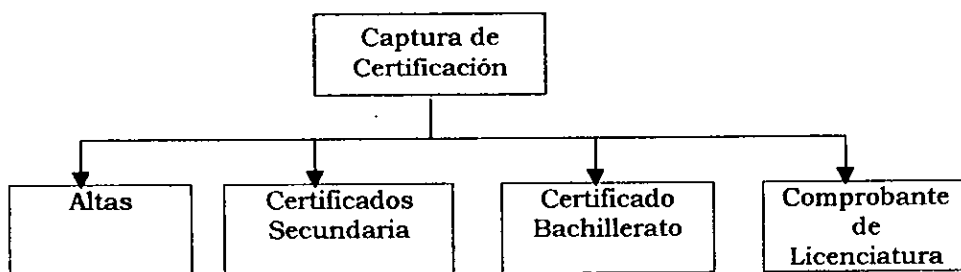 Captura de
Certificación
Altas
Certificados
Secundaria
Certificado
Bachillerato
Comprobante
de
Licenciatura